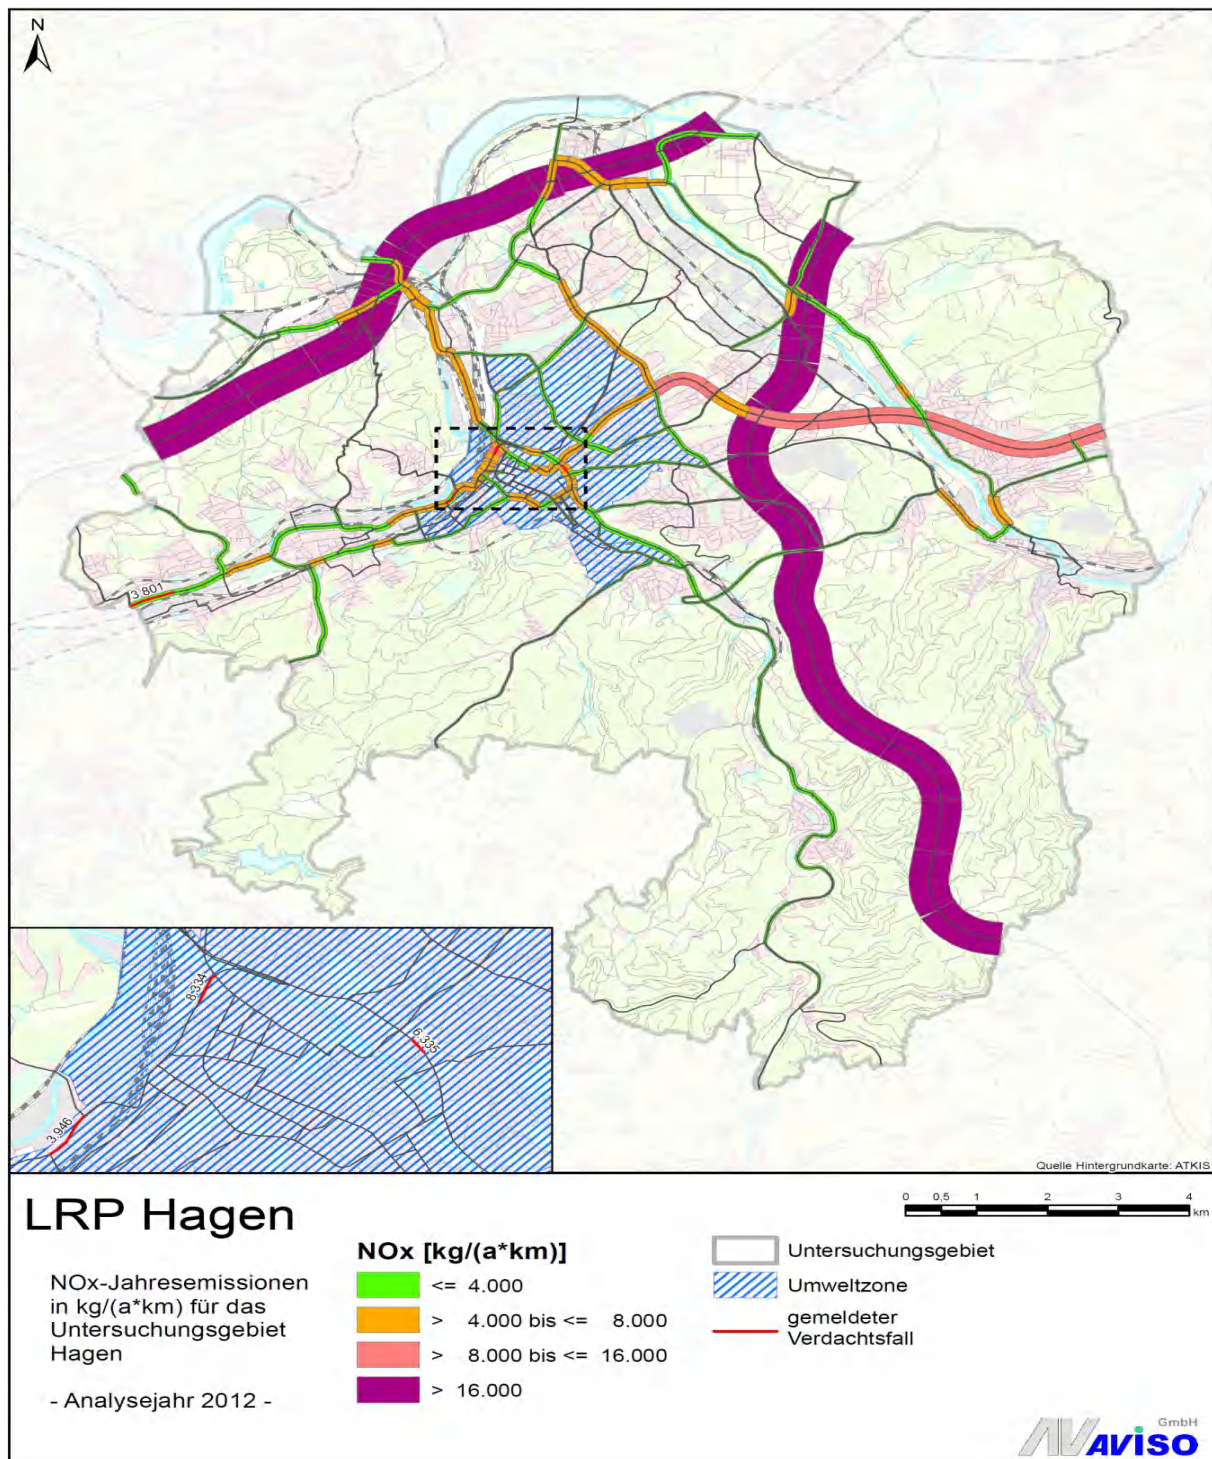 N
3.801
8.334
6.335
3.946
Quelle Hintergrundkarte: ATKIS
LRP Hagen
NOx-Jahresemissionen
in kg/(a*km) für das
Untersuchungsgebiet
Hagen
- Analysejahr 2012 -
NOx [kg/(a*km)]
<= 4.000
> 4.000 bis <= 8.000
> 8.000 bis <= 16.000
> 16.000
0 0,5 1 2 3 4
km
Untersuchungsgebiet
Umweltzone
gemeldeter
Verdachtsfall
GmbH
AVISO